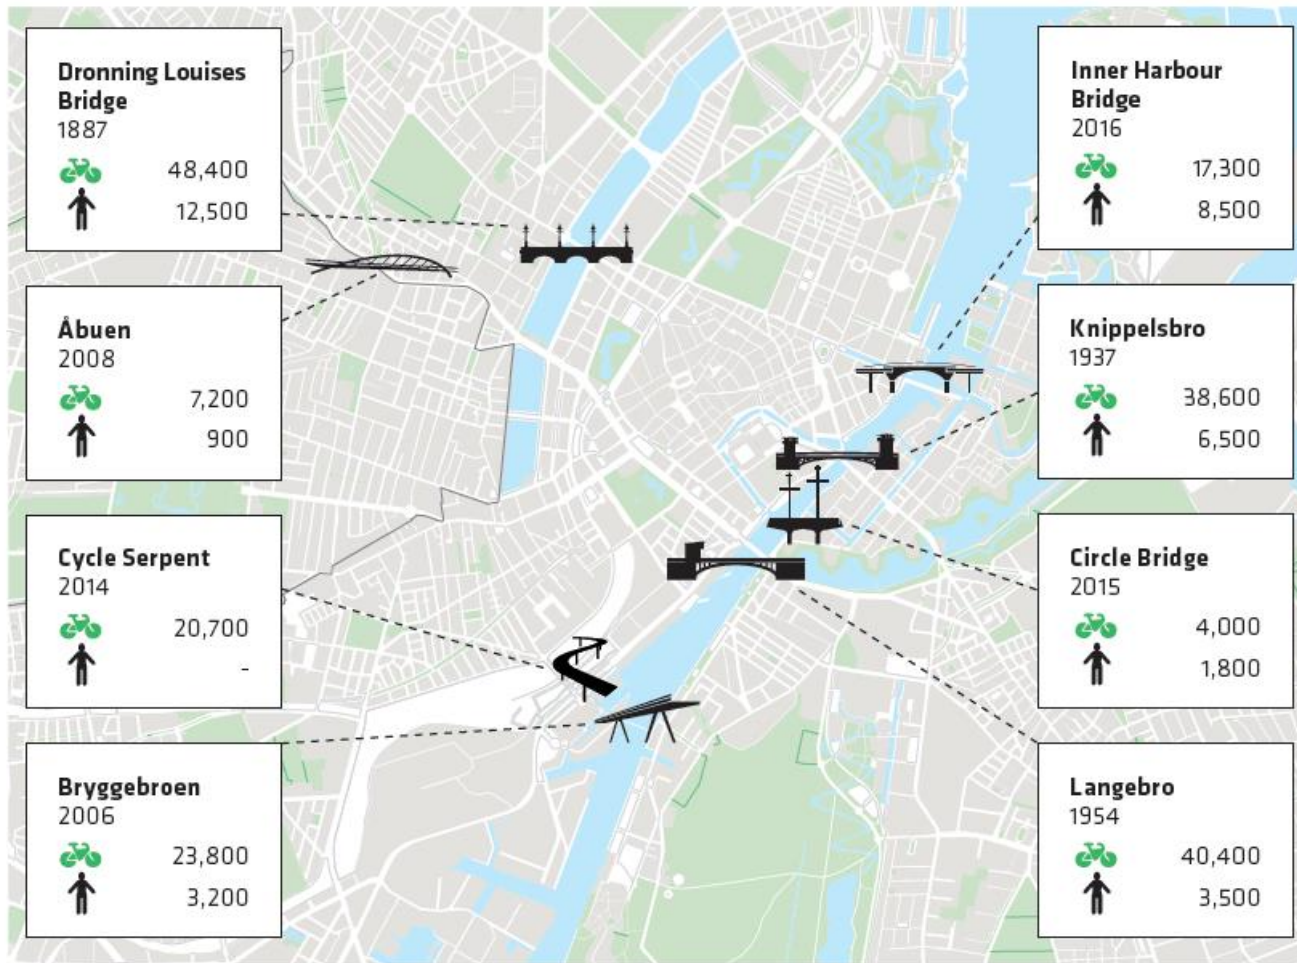 Dronning Louises
Bridge
1887
48,400
12,500
Åbuen
2008
7,200
900
Cycle Serpent
2014
20,700
-
Bryggebroen
2006
23,800
3,200
Inner Harbour
Bridge
2016
17,300
8,500
Knippelsbro
1937
38,600
6,500
Circle Bridge
2015
4,000
1,800
Langebro
1954
40,400
3,500